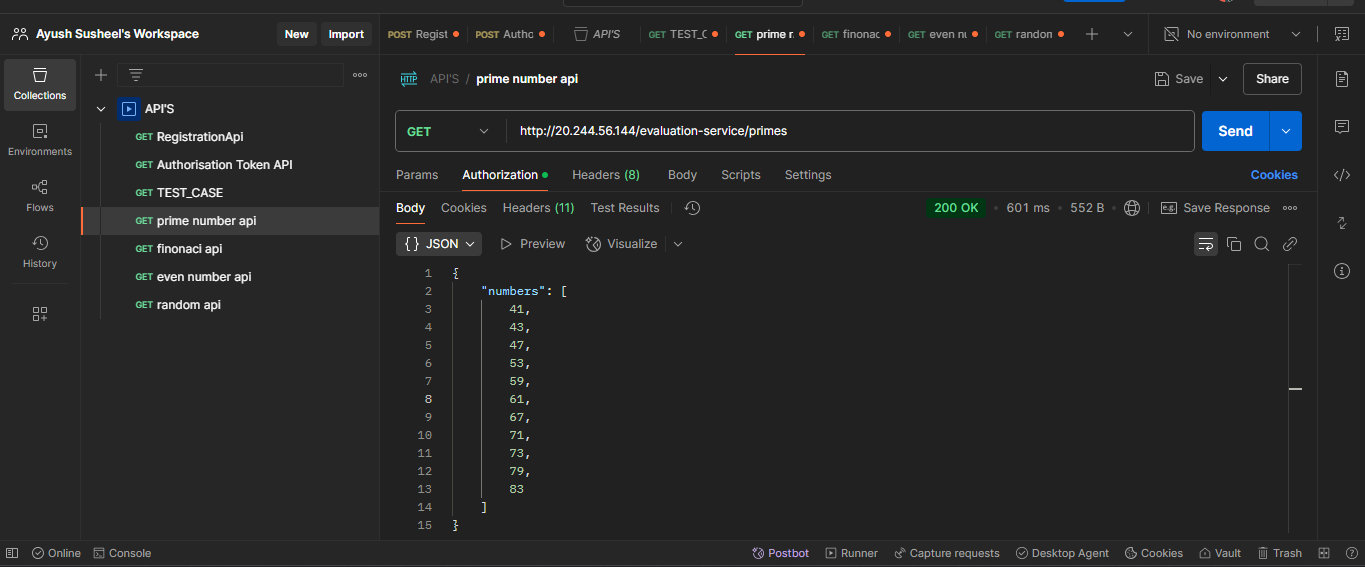 Ayush Susheel's Workspace
New
Import
POST Regist
POST Autho
API'S
GET TEST_C
GET prime n
GET finonac
GET even nu
GET random
No environment
Collections
Environments
Flows
History
API'S
GET RegistrationApi
GET Authorisation Token API
GET TEST_CASE
GET prime number api
GET finonaci api
GET even number api
GET random api
HTTP API'S / prime number api
Save
Share
GET
http://20.244.56.144/evaluation-service/primes
Send
Params Authorization Headers (8) Body Scripts Settings
Cookies
Body Cookies Headers (11) Test Results
200 OK 601 ms 552 B
e.g. Save Response
{} JSON Preview Visualize
1 {
2 "numbers": [
3 41,
4 43,
5 47,
6 53,
7 59,
8 61,
9 67,
10 71,
11 73,
12 79,
13 83
14 ]
15 }
Online Console
Postbot Runner Capture requests Desktop Agent Cookies Vault Trash